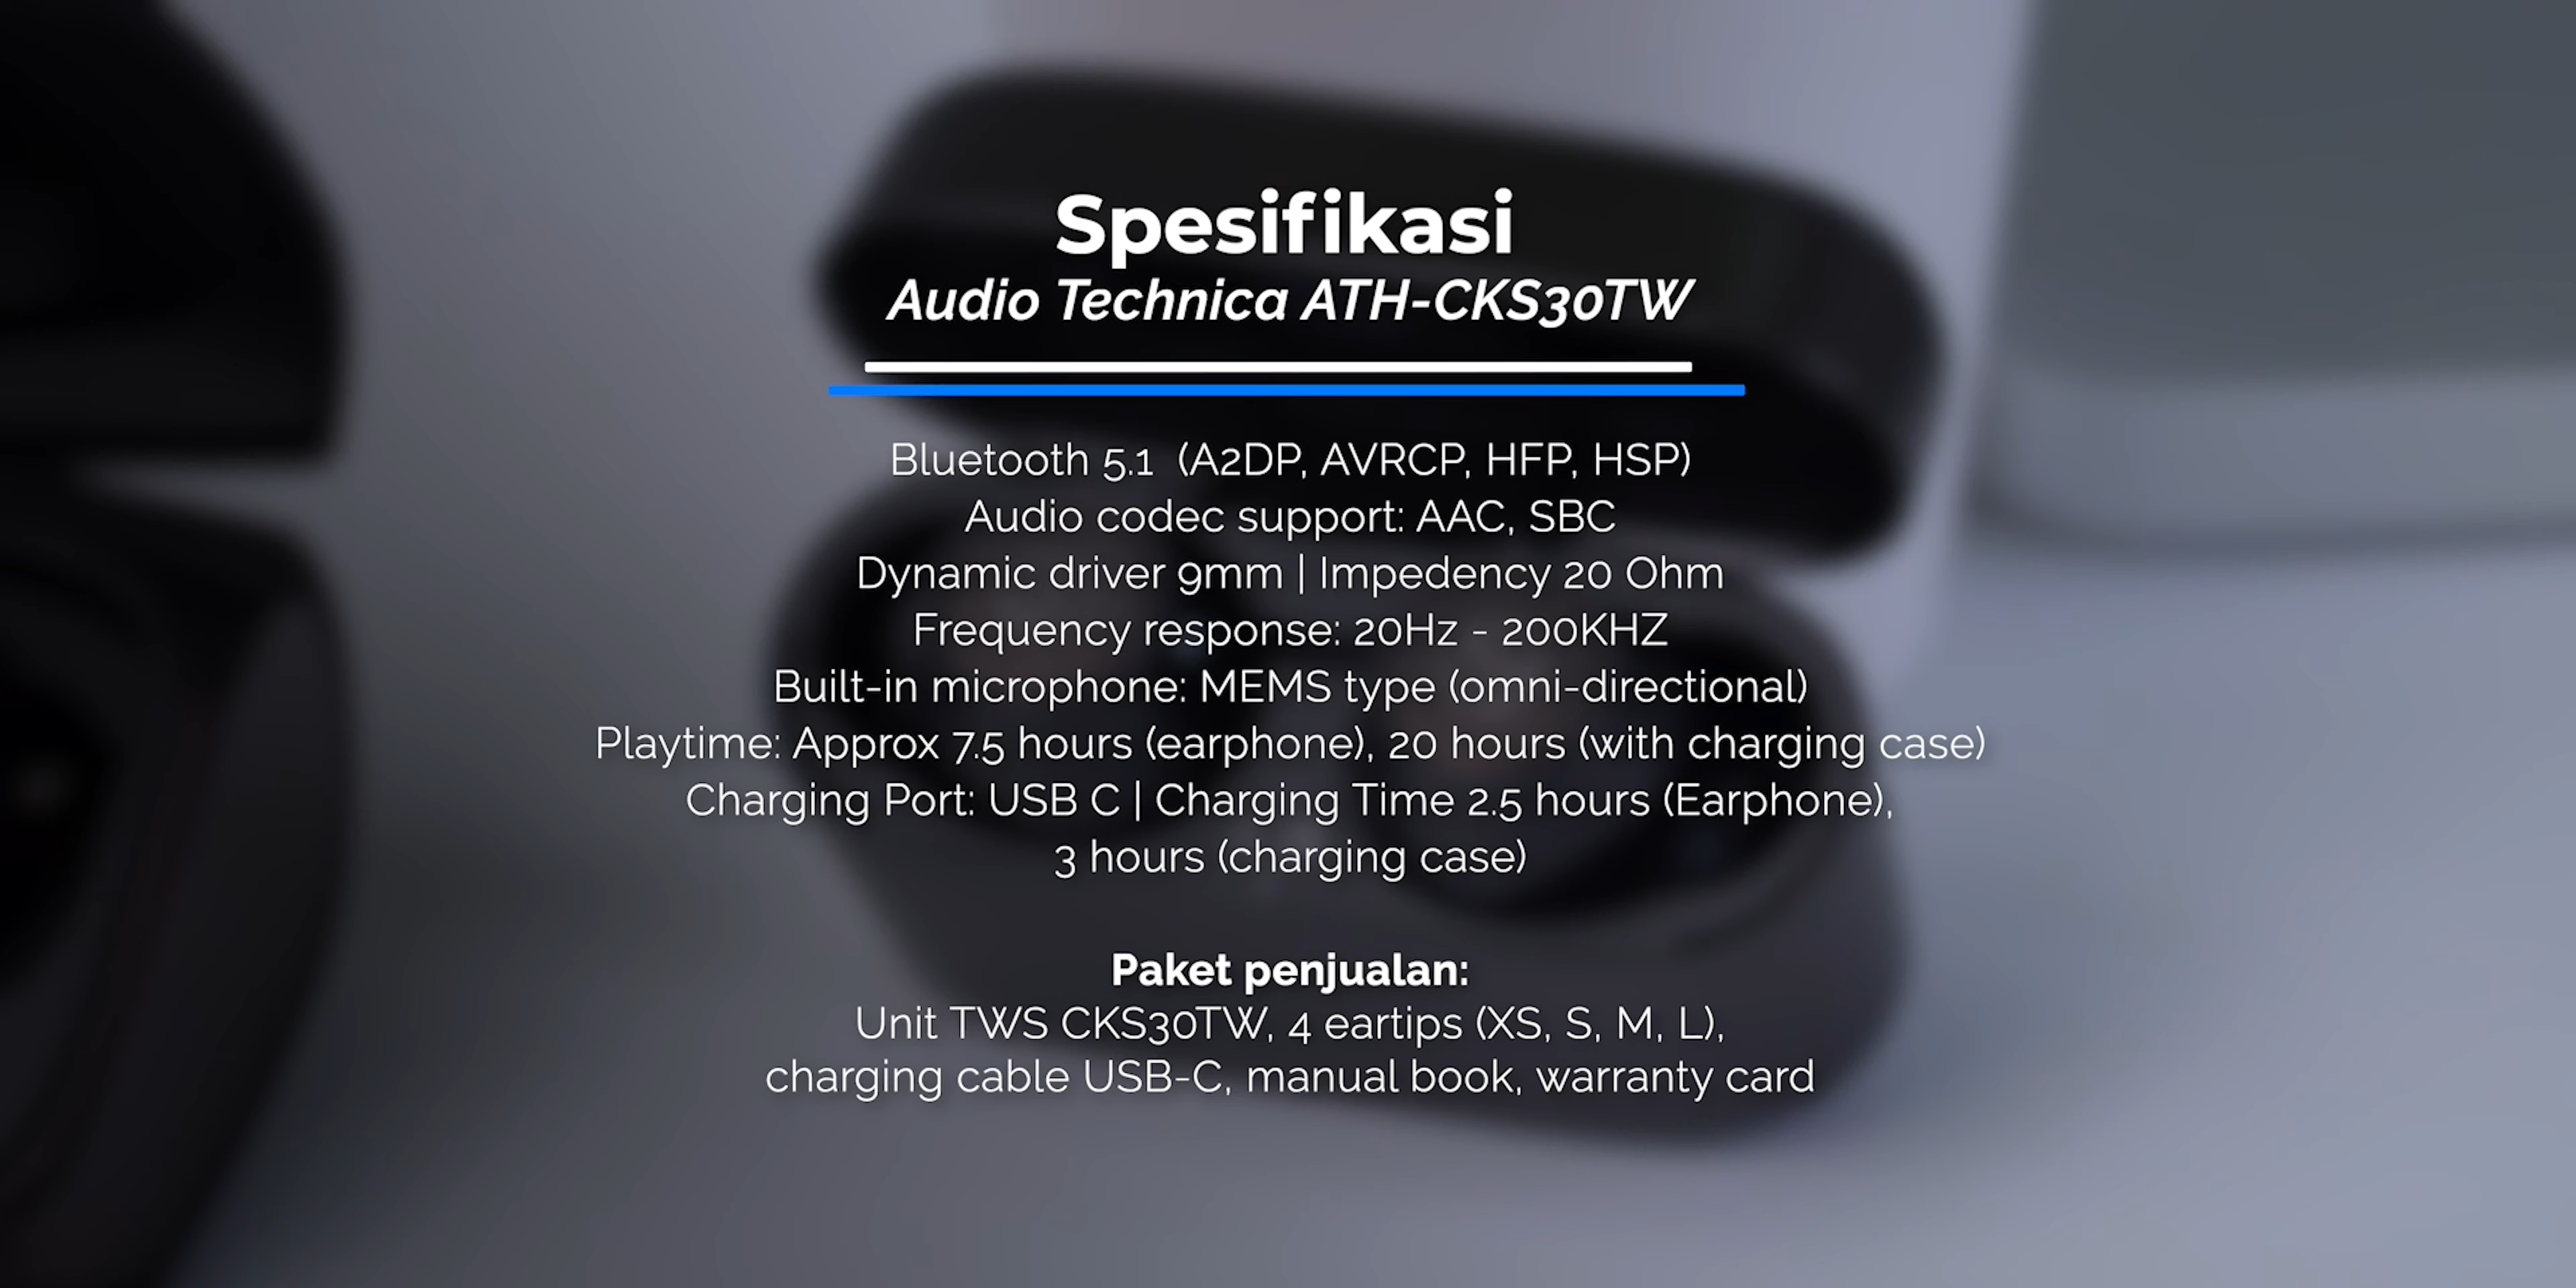 Spesifikasi
Audio Technica ATH-CKS30TW
Bluetooth 5.1 (A2DP, AVRCP, HFP, HSP)
Audio codec support: AAC, SBC
Dynamic driver 9mm | Impedency 20 Ohm
Frequency response: 20Hz - 200KHZ
Built-in microphone: MEMS type (omni-directional)
Playtime: Approx 7.5 hours (earphone), 20 hours (with charging case)
Charging Port: USB C | Charging Time 2.5 hours (Earphone),
3 hours (charging case)
Paket penjualan:
Unit TWS CKS30TW, 4 eartips (XS, S, M, L),
charging cable USB-C, manual book, warranty card